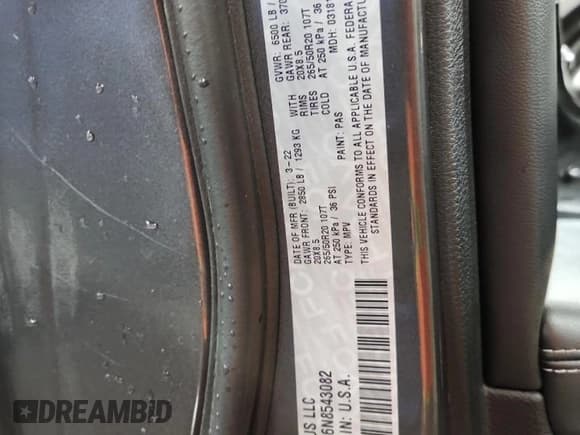 GVWR: 6500 LB /
GAWR REAR: 370
20X8.5
265/50R20 107T
AT 250 kPa / 36
MDH: 0318
WITH
RIMS
TIRES
COLD
PAINT: PAS
DATE OF MFR (BUILT): 3-22
GAWR FRONT: 2850 LB / 1293 KG
20X8.5
265/50R20 107T
AT 250 kPa / 36 PSI
TYPE: MPV
THIS VEHICLE CONFORMS TO ALL APPLICABLE U.S.A. FEDERAL
STANDARDS IN EFFECT ON THE DATE OF MANUFACTU
US LLC
6N8543082
IN: U.S.A.
DREAMBID